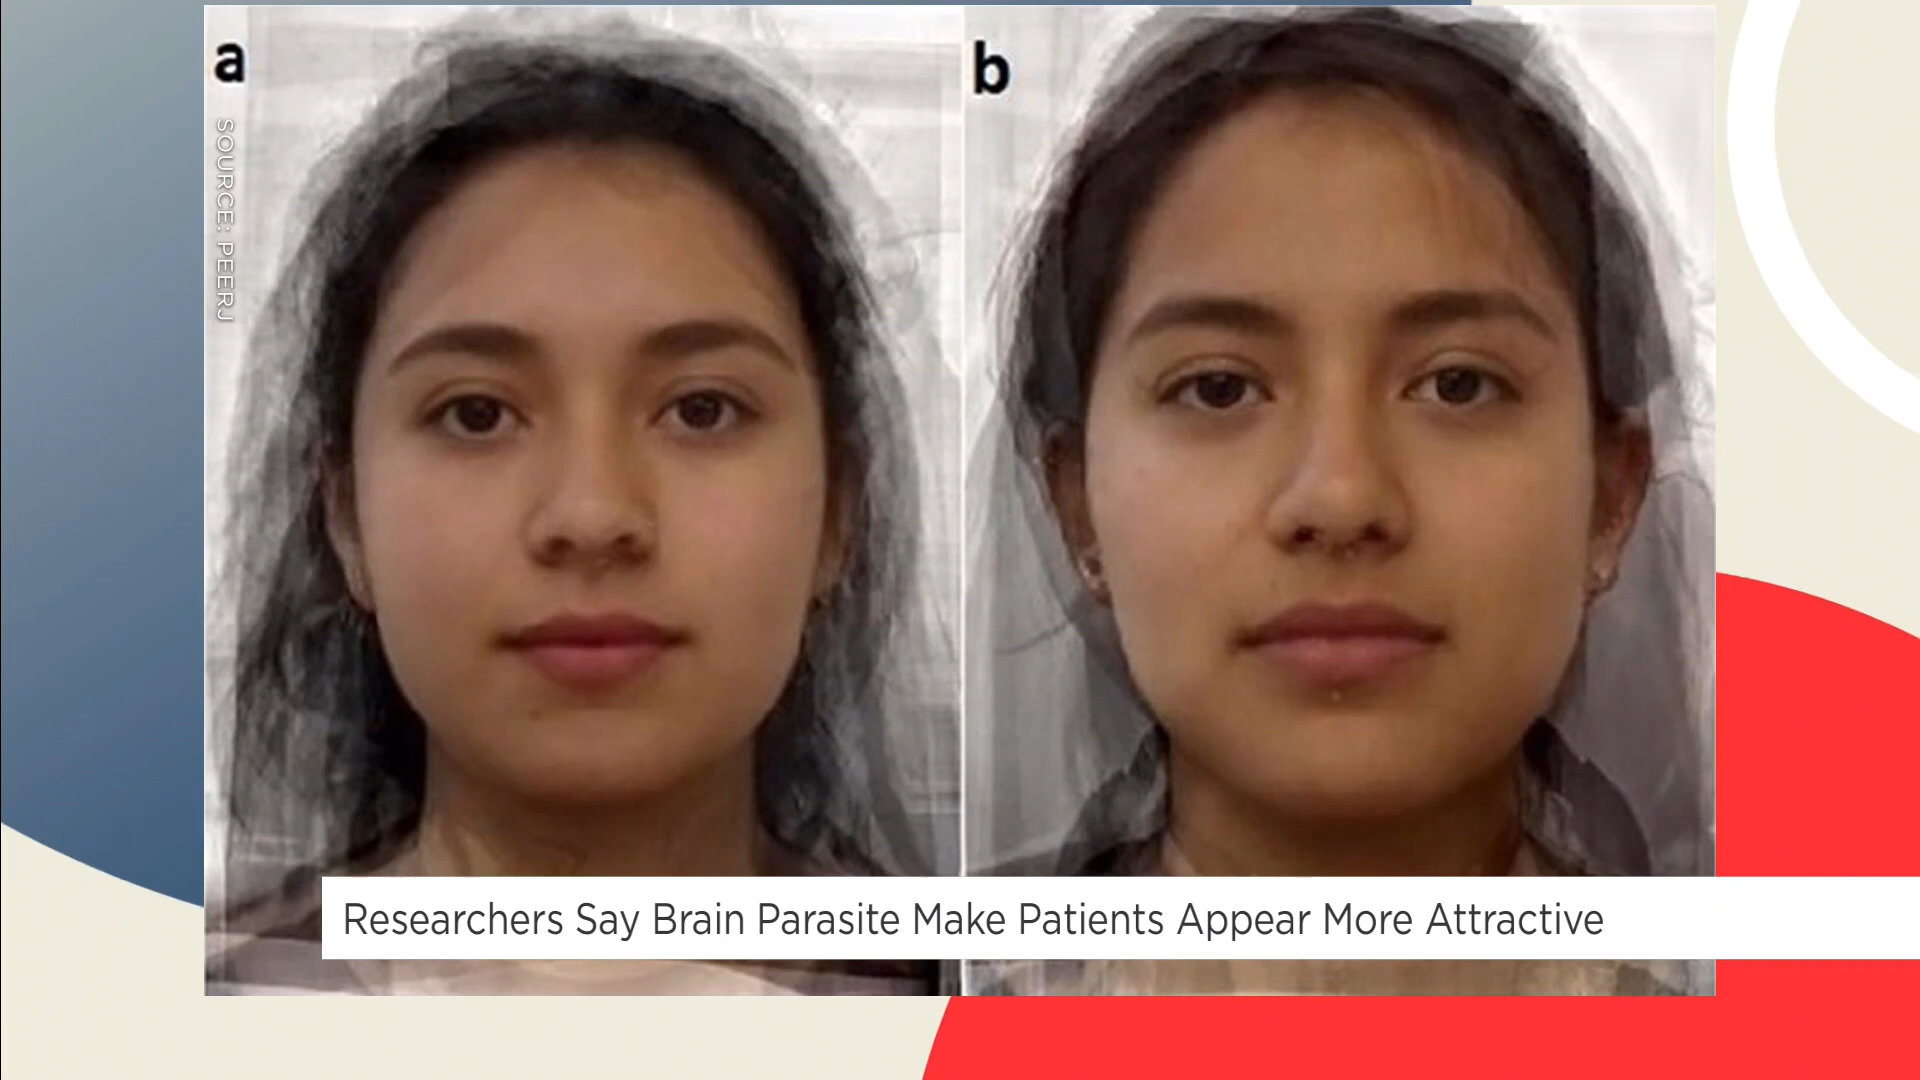 a
b
SOURCE: PEERJ
Researchers Say Brain Parasite Make Patients Appear More Attractive